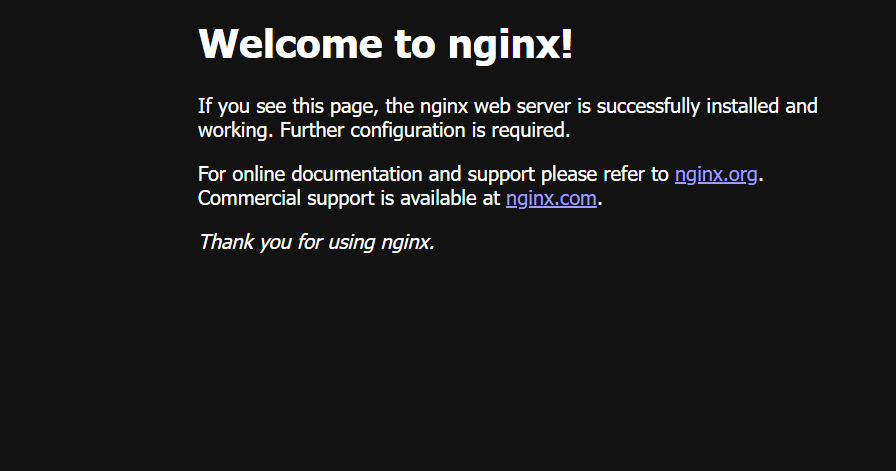 Welcome to nginx!
If you see this page, the nginx web server is successfully installed and
working. Further configuration is required.
For online documentation and support please refer to nginx.org.
Commercial support is available at nginx.com.
Thank you for using nginx.